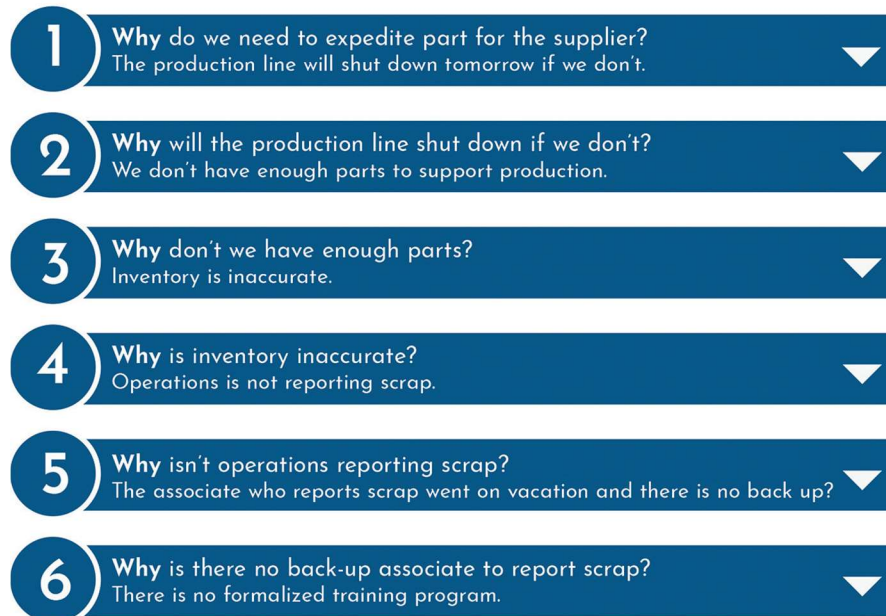 1
Why do we need to expedite part for the supplier?
The production line will shut down tomorrow if we don't.
2
Why will the production line shut down if we don't?
We don't have enough parts to support production.
3
Why don't we have enough parts?
Inventory is inaccurate.
4
Why is inventory inaccurate?
Operations is not reporting scrap.
5
Why isn't operations reporting scrap?
The associate who reports scrap went on vacation and there is no back up?
6
Why is there no back-up associate to report scrap?
There is no formalized training program.